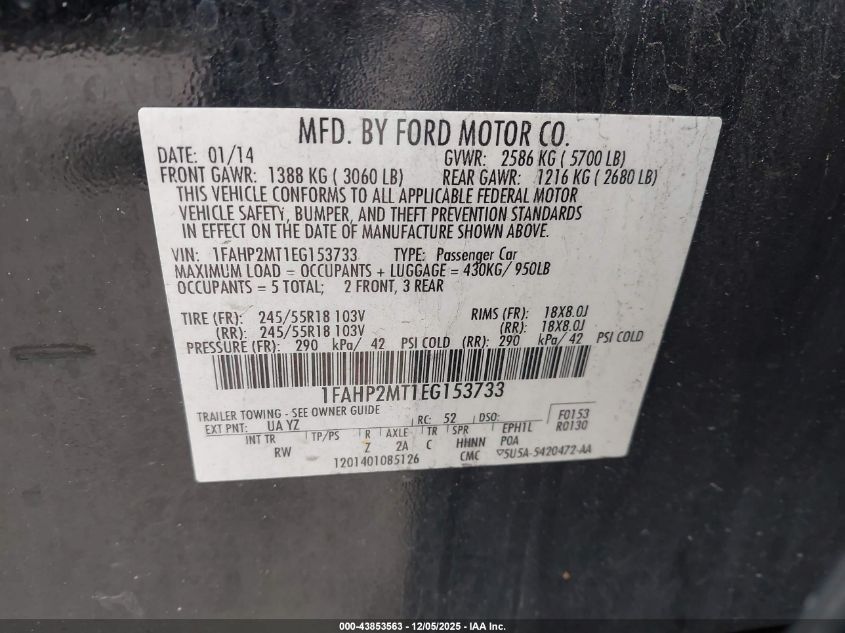 MFD. BY FORD MOTOR CO.
DATE: 01/14 GVWR: 2586 KG ( 5700 LB)
FRONT GAWR: 1388 KG ( 3060 LB) REAR GAWR: 1216 KG ( 2680 LB)
THIS VEHICLE CONFORMS TO ALL APPLICABLE FEDERAL MOTOR
VEHICLE SAFETY, BUMPER, AND THEFT PREVENTION STANDARDS
IN EFFECT ON THE DATE OF MANUFACTURE SHOWN ABOVE.
VIN: 1FAHP2MT1EG153733 TYPE: Passenger Car
MAXIMUM LOAD = OCCUPANTS + LUGGAGE = 430KG/ 950LB
OCCUPANTS = 5 TOTAL; 2 FRONT, 3 REAR
TIRE (FR): 245/55R18 103V RIMS (FR): 18X8.0J
(RR): 245/55R18 103V (RR): 18X8.0J
PRESSURE (FR): 290 kPa/ 42 PSI COLD (RR): 290 kPa/ 42 PSI COLD
1FAHP2MT1EG153733
TRAILER TOWING - SEE OWNER GUIDE
EXT PNT: UA YZ RC: 52 DSO: F0153
R0130
INT TR TP/PS R AXLE TR SPR EPH1L
RW Z 2A C HHNN POA
1201401085126 CMC 5U5A-5420472-AA
120-43853563 - 12/05/2025 - IAA Inc.